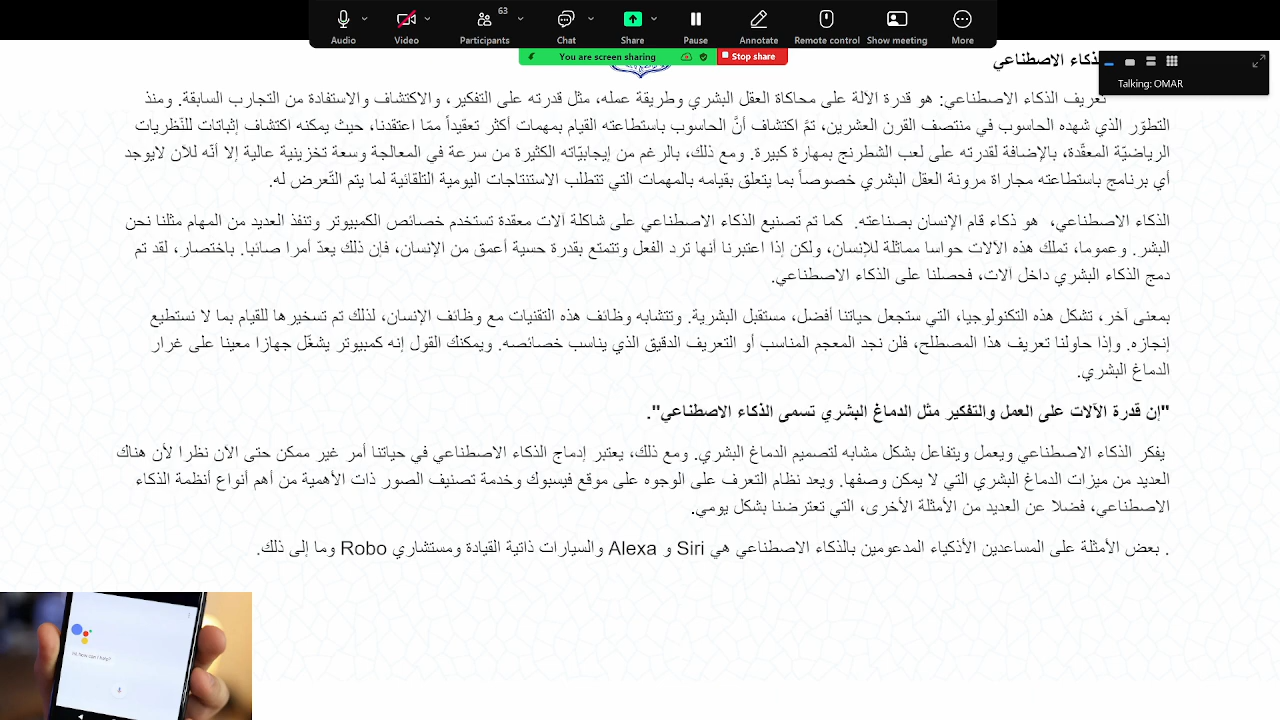 63
Audio Video Participants Chat Share Pause Annotate Remote control Show meeting More
You are screen sharing Stop share
Talking: OMAR
الذكاء الاصطناعي
تعريف الذكاء الاصطناعي: هو قدرة الآلة على محاكاة العقل البشري وطريقة عمله، مثل قدرته على التفكير، والاكتشاف والاستفادة من التجارب السابقة. ومنذ
التطوّر الذي شهده الحاسوب في منتصف القرن العشرين، تمَّ اكتشاف أنَّ الحاسوب باستطاعته القيام بمهمات أكثر تعقيداً ممّا اعتقدنا، حيث يمكنه اكتشاف إثباتات للنّظريات
الرياضيّة المعقّدة، بالإضافة لقدرته على لعب الشطرنج بمهارة كبيرة. ومع ذلك، بالرغم من إيجابيّاته الكثيرة من سرعة في المعالجة وسعة تخزينية عالية إلا أنّه للان لايوجد
أي برنامج باستطاعته مجاراة مرونة العقل البشري خصوصاً بما يتعلق بقيامه بالمهمات التي تتطلب الاستنتاجات اليومية التلقائية لما يتم التّعرض له.
الذكاء الاصطناعي، هو ذكاء قام الإنسان بصناعته. كما تم تصنيع الذكاء الاصطناعي على شاكلة آلات معقدة تستخدم خصائص الكمبيوتر وتنفذ العديد من المهام مثلنا نحن
البشر. وعموما، تملك هذه الآلات حواسا مماثلة للإنسان، ولكن إذا اعتبرنا أنها ترد الفعل وتتمتع بقدرة حسية أعمق من الإنسان، فإن ذلك يعدّ أمرا صائبا. باختصار، لقد تم
دمج الذكاء البشري داخل آلات، فحصلنا على الذكاء الاصطناعي.
بمعنى آخر، تشكل هذه التكنولوجيا، التي ستجعل حياتنا أفضل، مستقبل البشرية. وتتشابه وظائف هذه التقنيات مع وظائف الإنسان، لذلك تم تسخيرها للقيام بما لا نستطيع
إنجازه. وإذا حاولنا تعريف هذا المصطلح، فلن نجد المعجم المناسب أو التعريف الدقيق الذي يناسب خصائصه. ويمكنك القول إنه كمبيوتر يشغّل جهازا معينا على غرار
الدماغ البشري.
"إن قدرة الآلات على العمل والتفكير مثل الدماغ البشري تسمى الذكاء الاصطناعي".
يفكر الذكاء الاصطناعي ويعمل ويتفاعل بشكل مشابه لتصميم الدماغ البشري. ومع ذلك، يعتبر إدماج الذكاء الاصطناعي في حياتنا أمر غير ممكن حتى الآن نظرا لأن هناك
العديد من ميزات الدماغ البشري التي لا يمكن وصفها. ويعد نظام التعرف على الوجوه على موقع فيسبوك وخدمة تصنيف الصور ذات الأهمية من أهم أنواع أنظمة الذكاء
الاصطناعي، فضلا عن العديد من الأمثلة الأخرى، التي تعترضنا بشكل يومي.
. بعض الأمثلة على المساعدين الأذكياء المدعومين بالذكاء الاصطناعي هي Siri و Alexa والسيارات ذاتية القيادة ومستشاري Robo وما إلى ذلك.
Hi, how can I help?